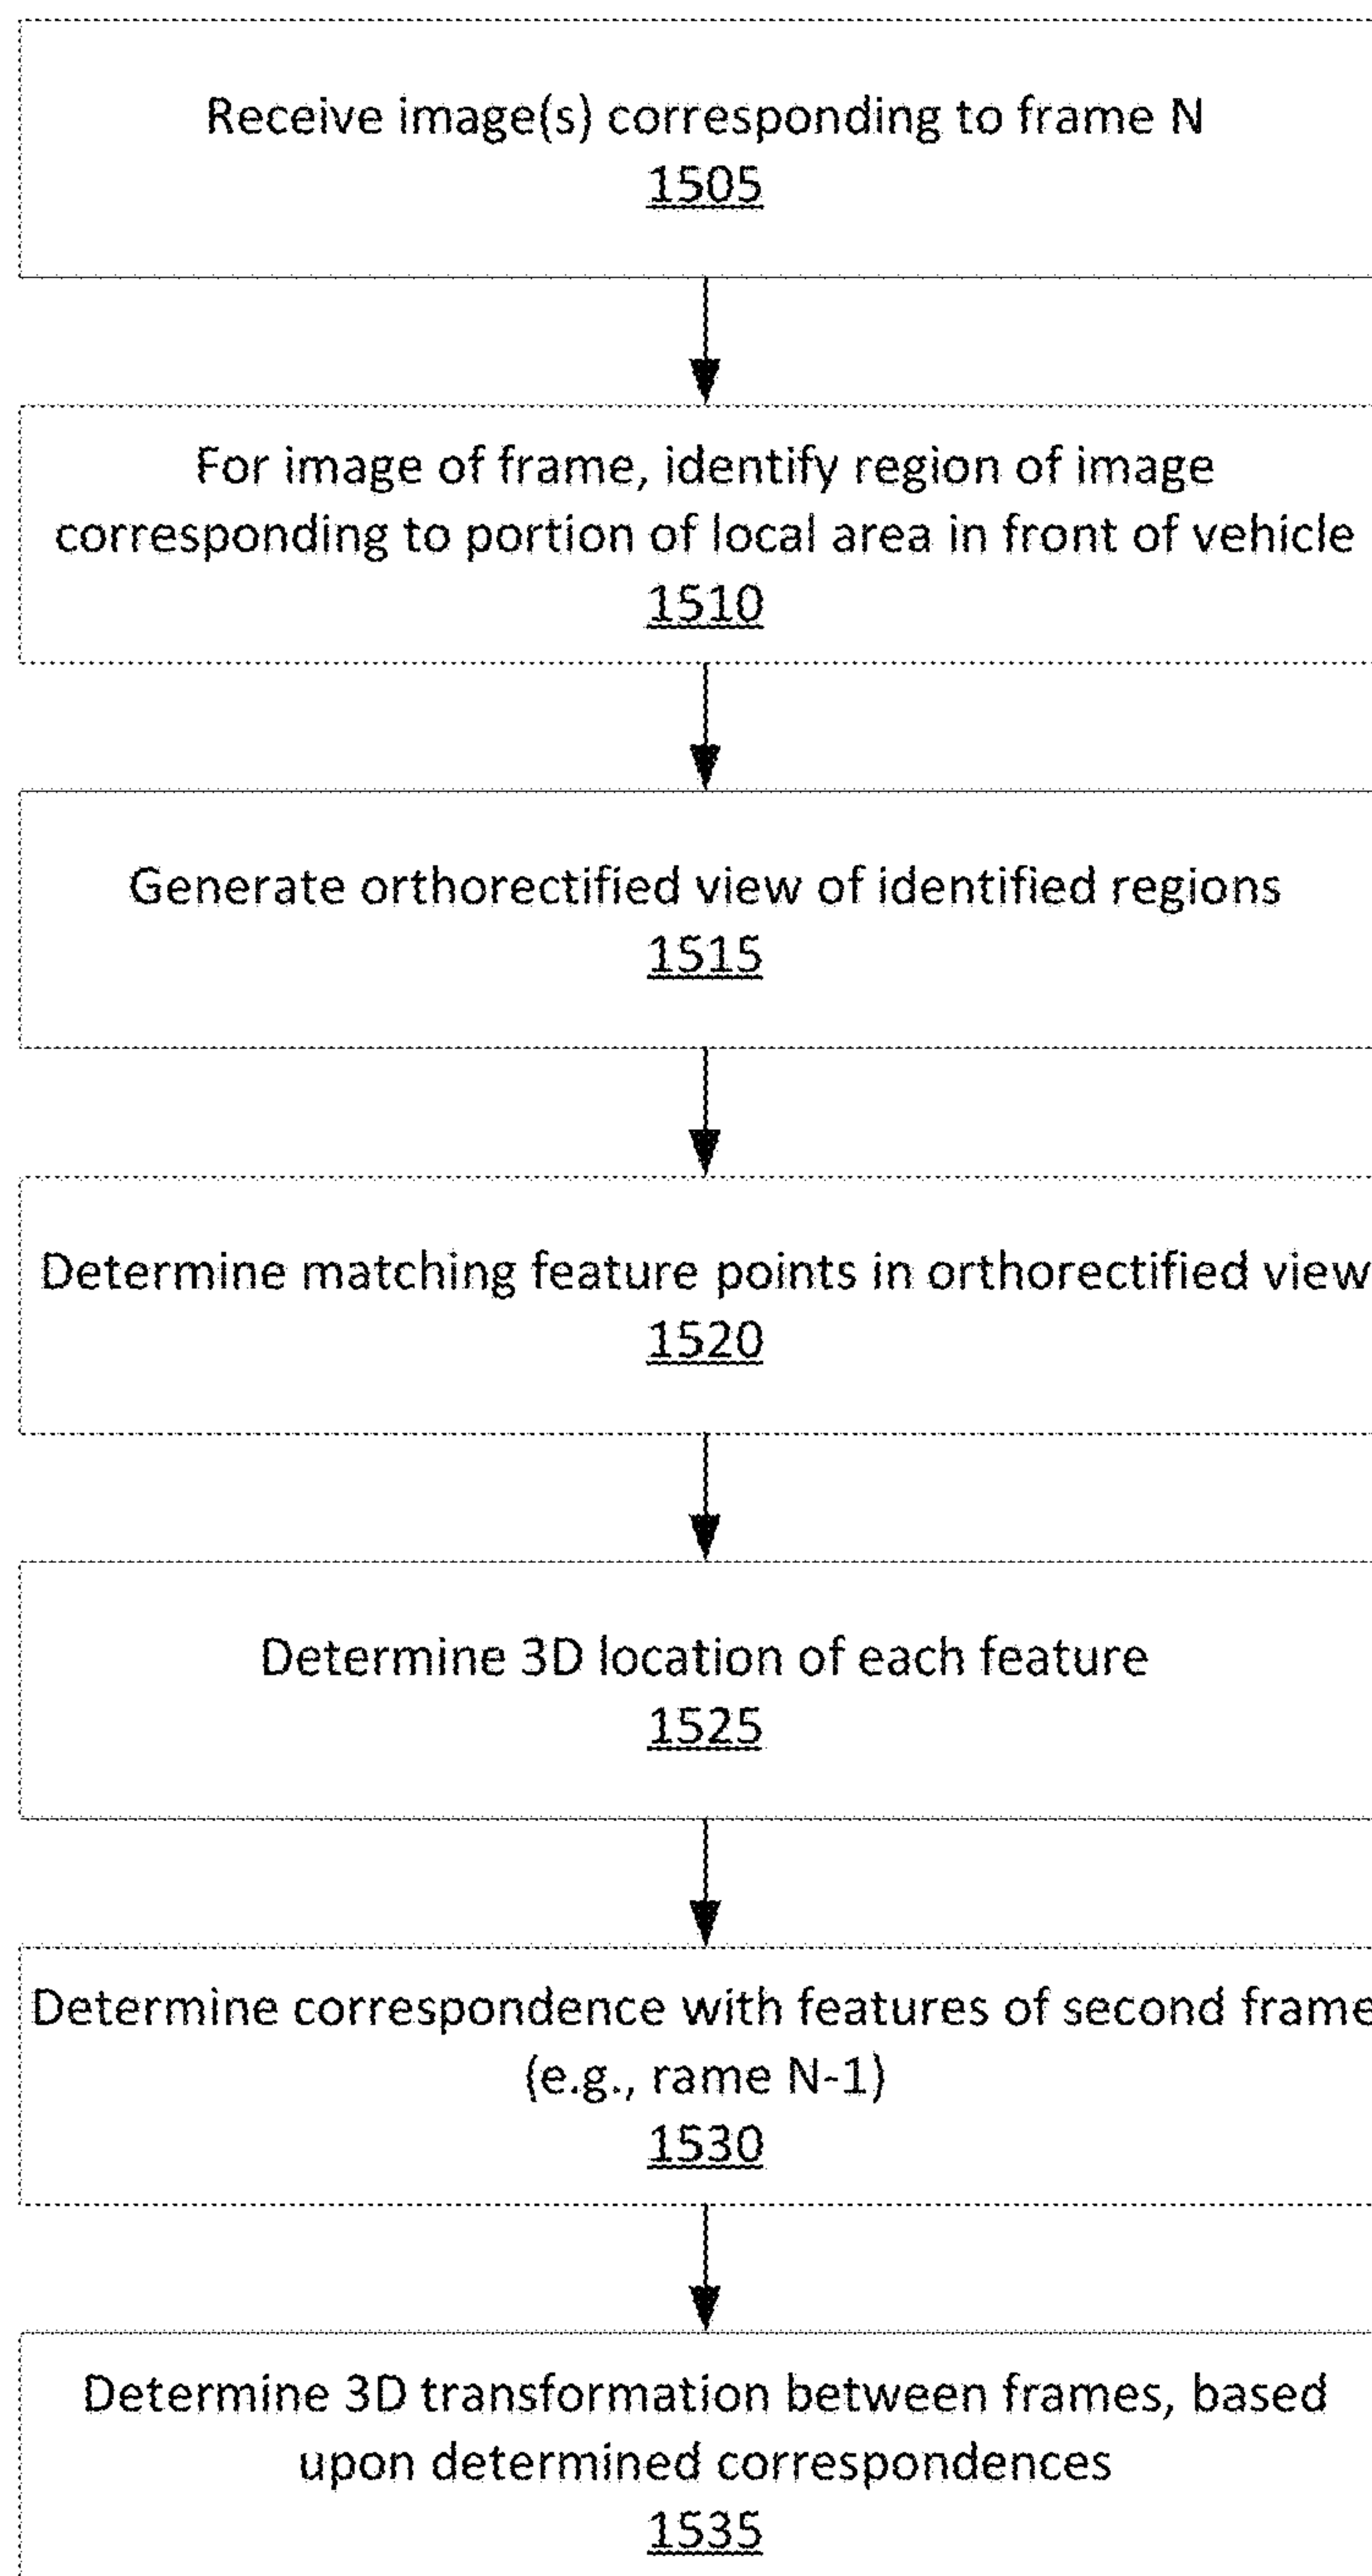 Receive image(s) corresponding to frame N
1505
For image of frame, identify region of image
corresponding to portion of local area in front of vehicle
1510
Generate orthorectified view of identified regions
1515
Determine matching feature points in orthorectified view
1520
Determine 3D location of each feature
1525
Determine correspondence with features of second frame
(e.g., rame N-1)
1530
Determine 3D transformation between frames, based
upon determined correspondences
1535